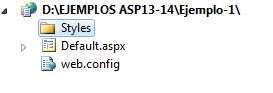 D:\EJEMPLOS ASP13-14\Ejemplo-1\
Styles
Default.aspx
web.config